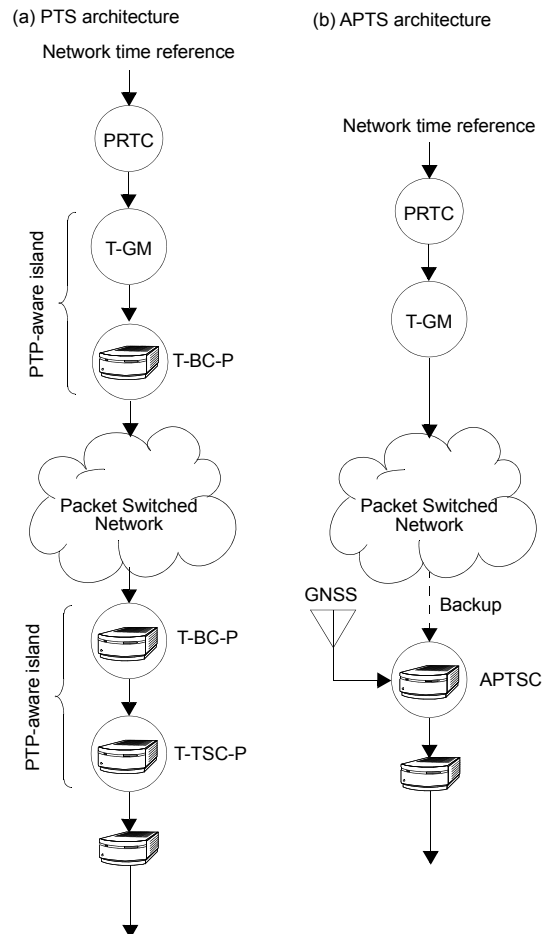 (a) PTS architecture
Network time reference
PRTC
T-GM
PTP-aware island
T-BC-P
Packet Switched
Network
T-BC-P
PTP-aware island
T-TSC-P
(b) APTS architecture
Network time reference
PRTC
T-GM
Packet Switched
Network
GNSS
Backup
APTSC